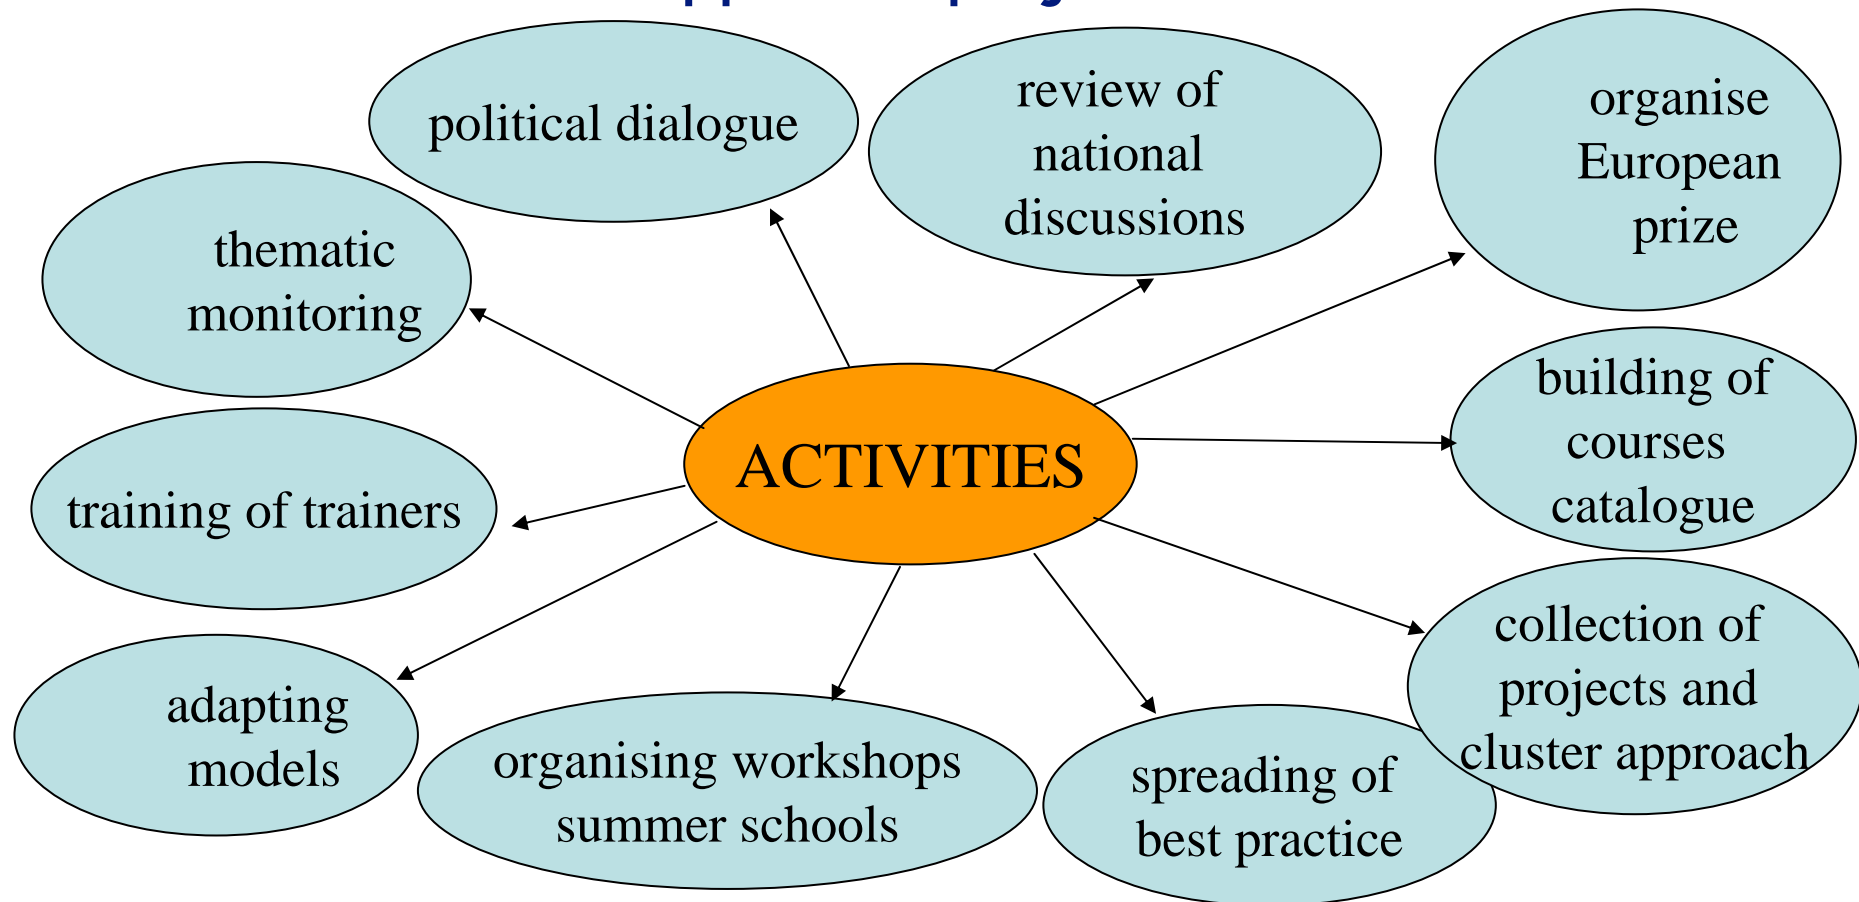 political dialogue
review of
national
discussions
organise
European
prize
thematic
monitoring
building of
courses
catalogue
ACTIVITIES
training of trainers
collection of
projects and
cluster approach
adapting
models
organising workshops
summer schools
spreading of
best practice